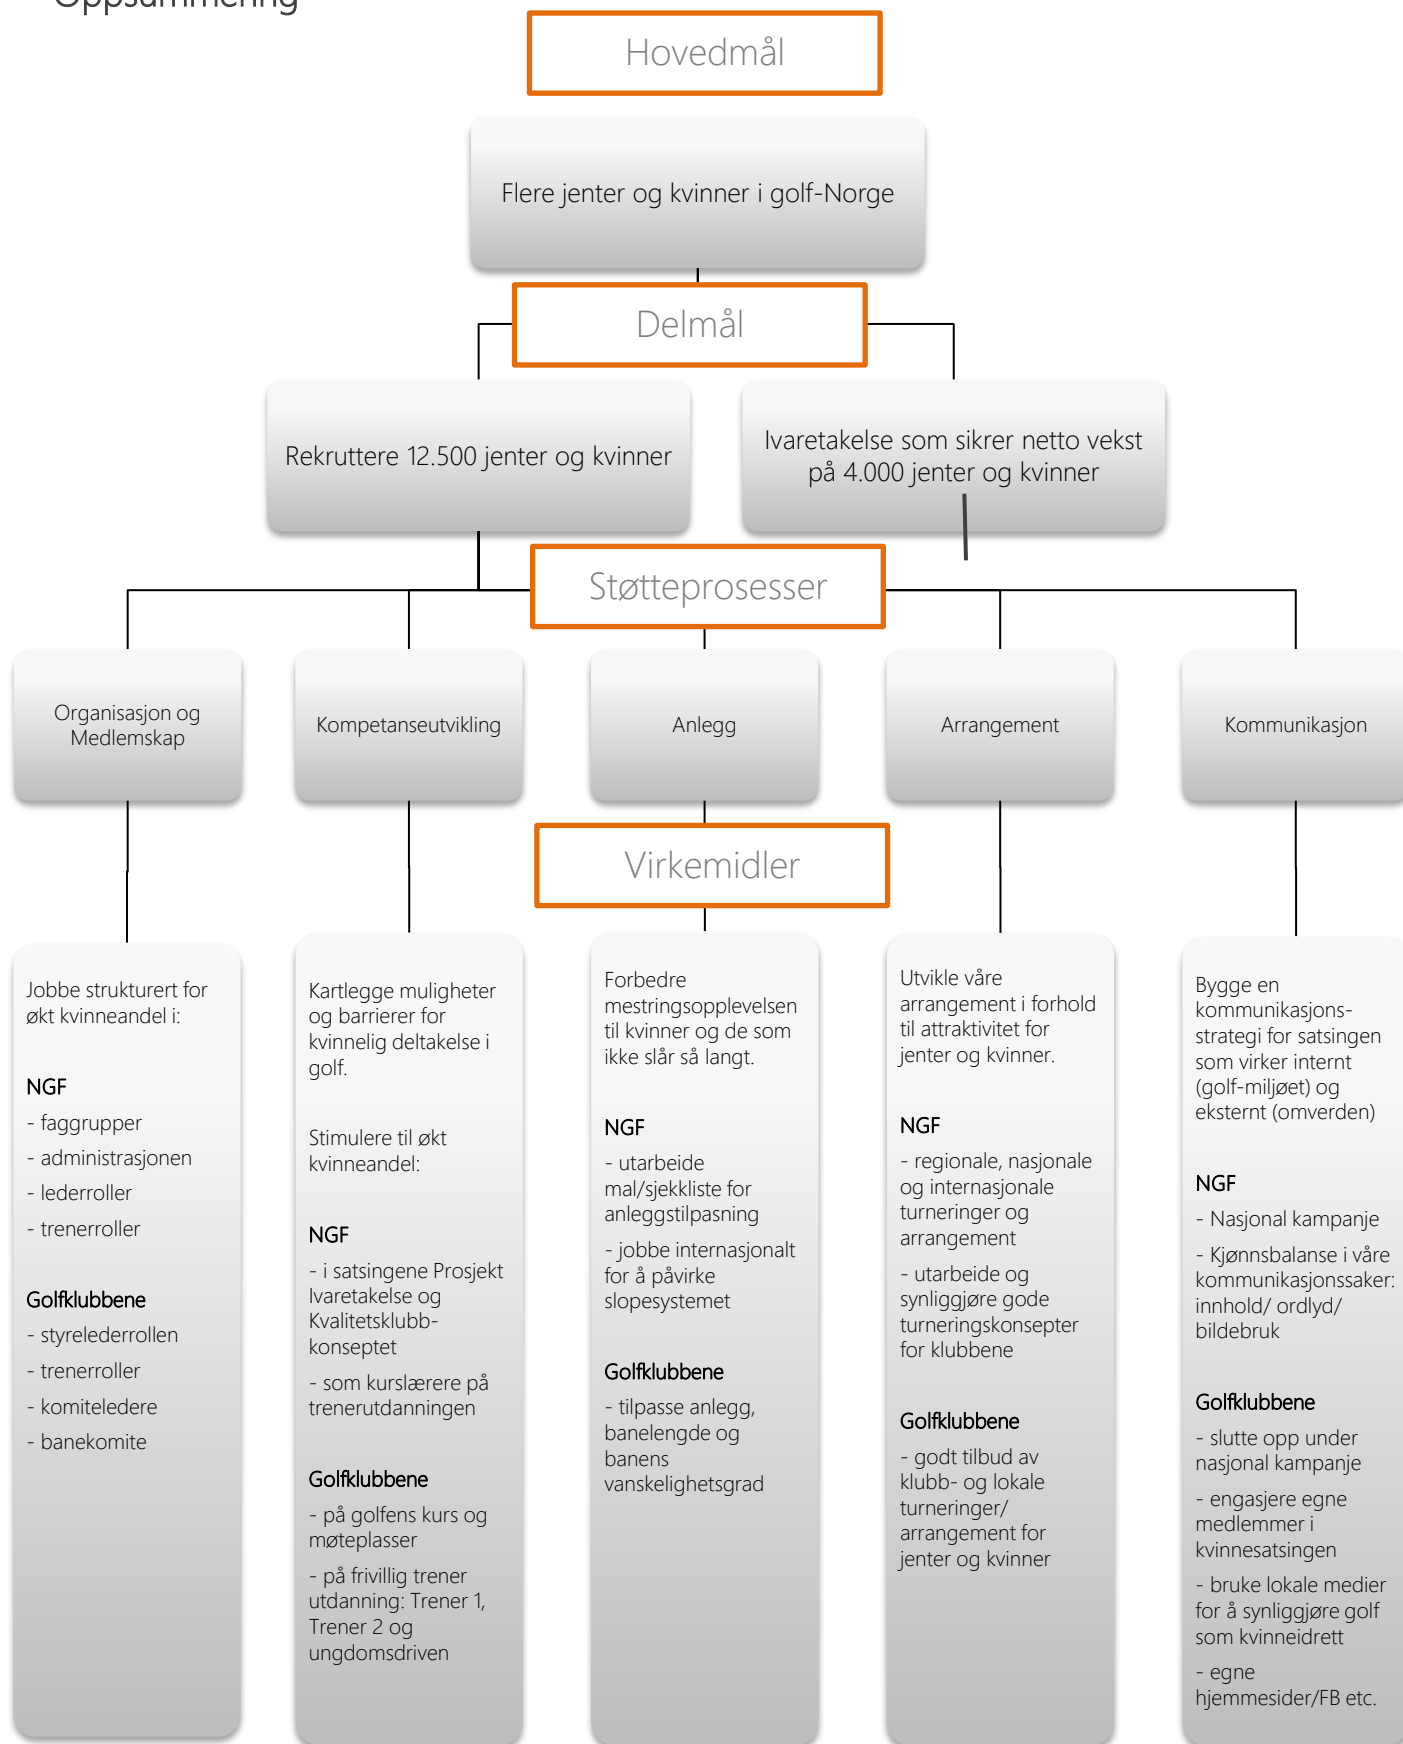 Oppsummering
Hovedmål
Flere jenter og kvinner i golf-Norge
Delmål
Rekruttere 12.500 jenter og kvinner
Ivaretakelse som sikrer netto vekst
på 4.000 jenter og kvinner
Støtteprosesser
Organisasjon og
Medlemskap
Kompetanseutvikling
Anlegg
Arrangement
Kommunikasjon
Virkemidler
Jobbe strukturert for
økt kvinneandel i:
NGF
- faggrupper
- administrasjonen
- lederroller
- trenerroller
Golfklubbene
- styrelederrollen
- trenerroller
- komiteledere
- banekomite
Kartlegge muligheter
og barrierer for
kvinnelig deltakelse i
golf.
Stimulere til økt
kvinneandel:
NGF
- i satsingene Prosjekt
Ivaretakelse og
Kvalitetsklubb-
konseptet
- som kurslærere på
trenerutdanningen
Golfklubbene
- på golfens kurs og
møteplasser
- på frivillig trener
utdanning: Trener 1,
Trener 2 og
ungdomsdriven
Forbedre
mestringsopplevelsen
til kvinner og de som
ikke slår så langt.
NGF
- utarbeide
mal/sjekkliste for
anleggstilpasning
- jobbe internasjonalt
for å påvirke
slopesystemet
Golfklubbene
- tilpasse anlegg,
banelengde og
banens
vanskelighetsgrad
Utvikle våre
arrangement i forhold
til attraktivitet for
jenter og kvinner.
NGF
- regionale, nasjonale
og internasjonale
turneringer og
arrangement
- utarbeide og
synliggjøre gode
turneringskonsepter
for klubbene
Golfklubbene
- godt tilbud av
klubb- og lokale
turneringer/
arrangement for
jenter og kvinner
Bygge en
kommunikasjons-
strategi for satsingen
som virker internt
(golf-miljøet) og
eksternt (omverden)
NGF
- Nasjonal kampanje
- Kjønnsbalanse i våre
kommunikasjonssaker:
innhold/ ordlyd/
bildebruk
Golfklubbene
- slutte opp under
nasjonal kampanje
- engasjere egne
medlemmer i
kvinnesatsingen
- bruke lokale medier
for å synliggjøre golf
som kvinneidrett
- egne
hjemmesider/FB etc.